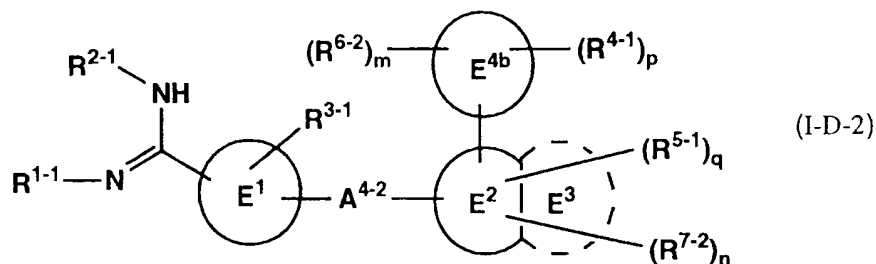 (R⁶⁻²)ₘ (R⁴⁻¹)ₚ
E⁴ᵇ
R²⁻¹
NH
R³⁻¹
(I-D-2)
(R⁵⁻¹)q
R¹⁻¹ N
E¹ A⁴⁻² E² E³
(R⁷⁻²)ₙ